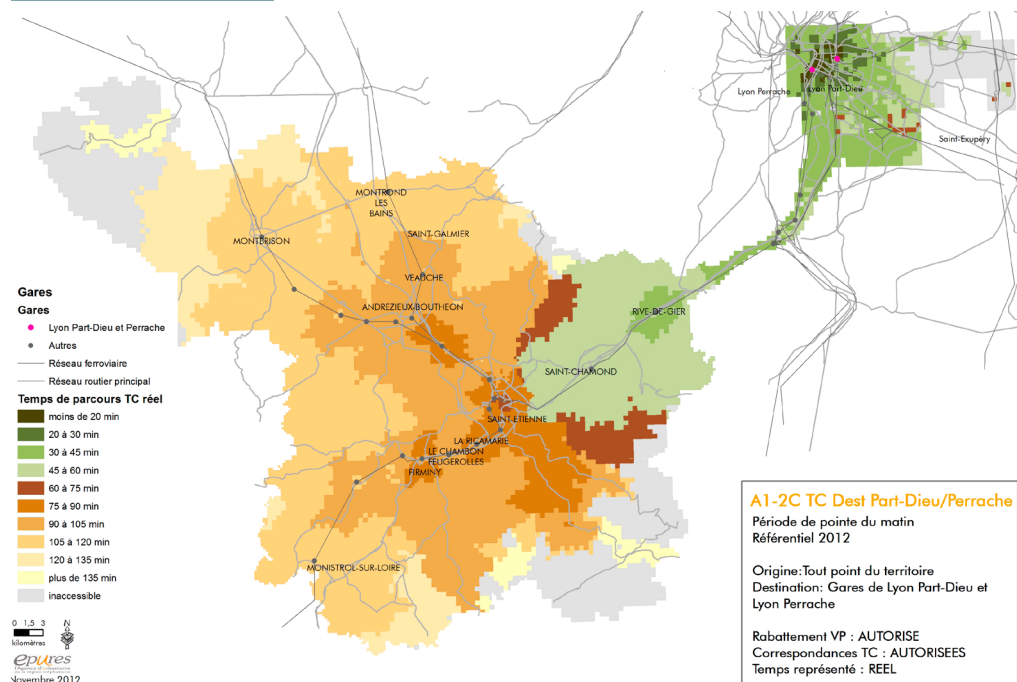 Lyon Perrache
Lyon Part-Dieu
Saint-Exupéry
MONTROND
LES
BAINS
SAINT-GALMIER
MONTBRISON
VEAUCHE
ANDREZIEUX-BOUTHEON
RIVE-DE-GIER
SAINT-CHAMOND
SAINT-ETIENNE
LA RICAMARIE
LE CHAMBON
FEUGEROLLES
FIRMINY
MONISTROL-SUR-LOIRE
Gares
Gares
Lyon Part-Dieu et Perrache
Autres
Réseau ferroviaire
Réseau routier principal
Temps de parcours TC réel
moins de 20 min
20 à 30 min
30 à 45 min
45 à 60 min
60 à 75 min
75 à 90 min
90 à 105 min
105 à 120 min
120 à 135 min
plus de 135 min
inaccessible
0 1,5 3
kilomètres
N
epures
Novembre 2012
A1-2C TC Dest Part-Dieu/Perrache
Période de pointe du matin
Référentiel 2012
Origine:Tout point du territoire
Destination: Gares de Lyon Part-Dieu et
Lyon Perrache
Rabattement VP : AUTORISE
Correspondances TC : AUTORISEES
Temps représenté : REEL